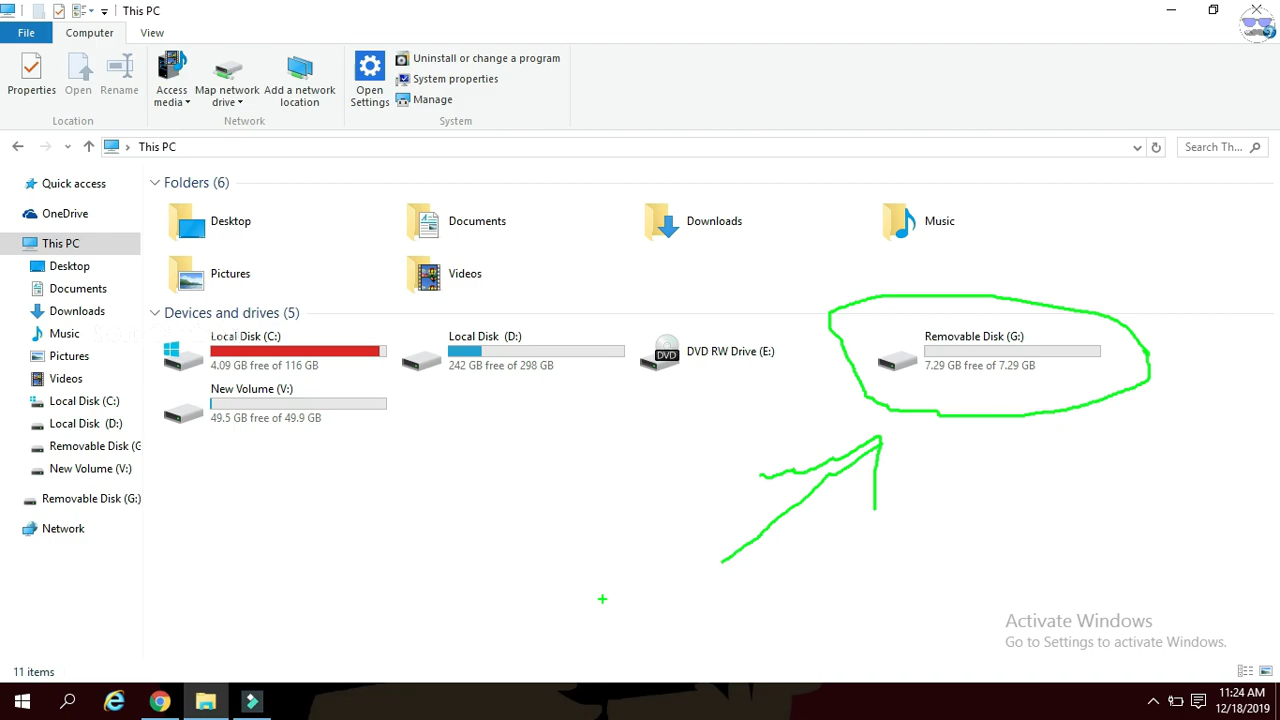 This PC
File
Computer
View
Properties
Open
Rename
Access media
Map network drive
Add a network location
Open Settings
Uninstall or change a program
System properties
Manage
Location
Network
System
This PC
Search Th...
Quick access
OneDrive
This PC
Desktop
Documents
Downloads
Music
Pictures
Videos
Local Disk (C:)
Local Disk (D:)
Removable Disk (G
New Volume (V:)
Removable Disk (G:)
Network
Folders (6)
Desktop
Documents
Downloads
Music
Pictures
Videos
Devices and drives (5)
Local Disk (C:)
4.09 GB free of 116 GB
Local Disk (D:)
242 GB free of 298 GB
DVD
DVD RW Drive (E:)
Removable Disk (G:)
7.29 GB free of 7.29 GB
New Volume (V:)
49.5 GB free of 49.9 GB
Activate Windows
Go to Settings to activate Windows.
11 items
11:24 AM
12/18/2019